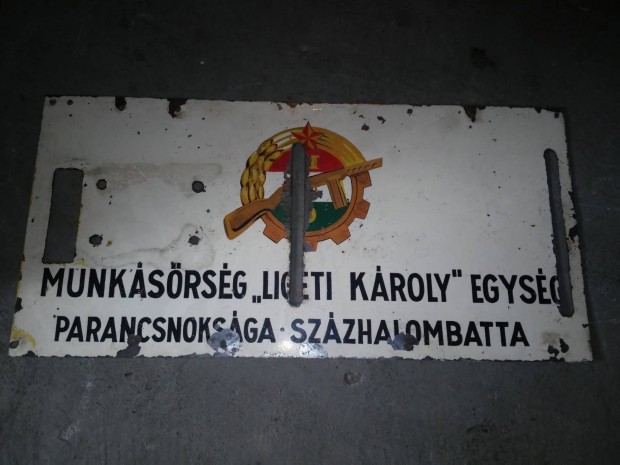 MUNKÁSŐRSÉG „LIGETI KÁROLY" EGYSÉG
PARANCSNOKSÁGA · SZÁZHALOMBATTA